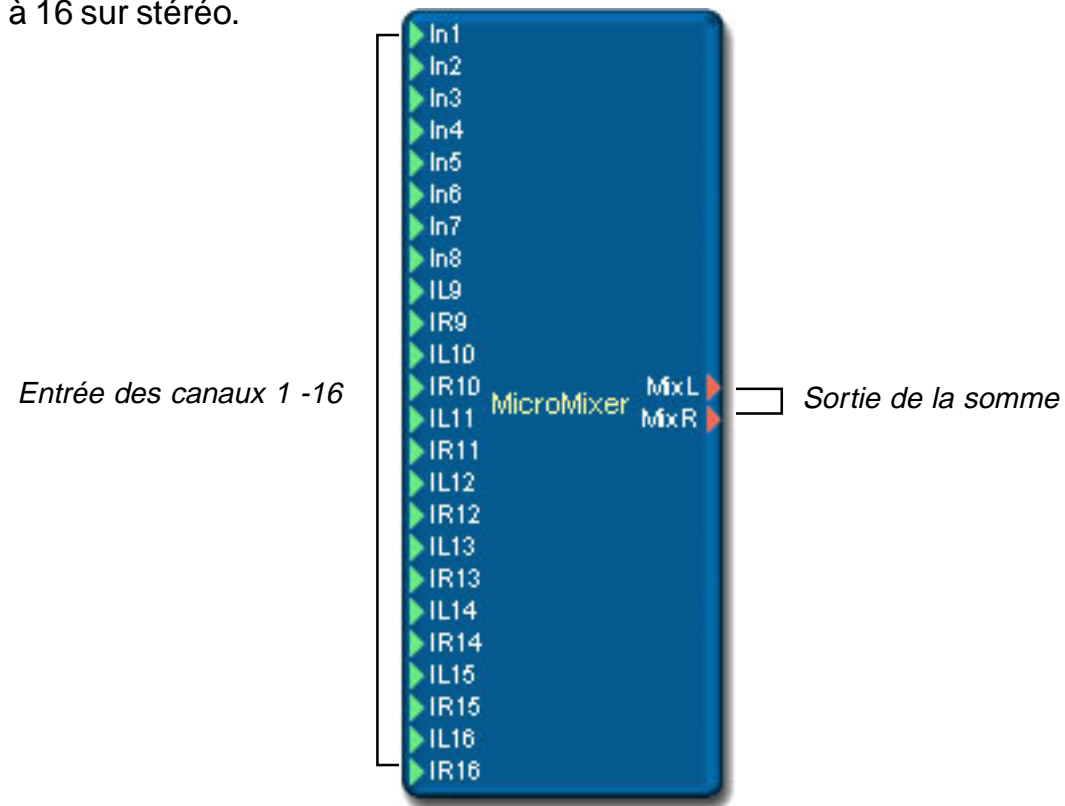 à 16 sur stéréo.
In1
In2
In3
In4
In5
In6
In7
In8
IL9
IR9
IL10
IR10
IL11
IR11
IL12
IR12
IL13
IR13
IL14
IR14
IL15
IR15
IL16
IR16
Entrée des canaux 1 -16
MicroMixer
MixL
MixR
Sortie de la somme